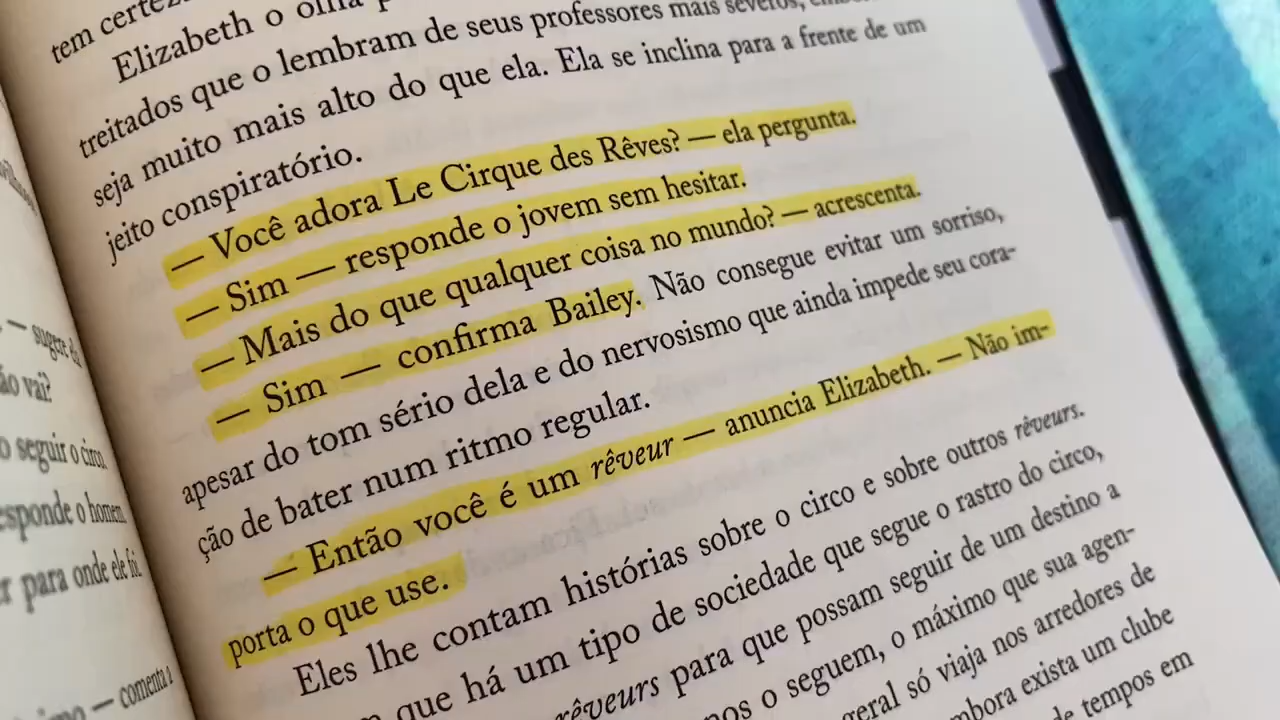 tem certeza
Elizabeth o olha
treitados que o lembram de seus professores mais severos,
seja muito mais alto do que ela. Ela se inclina para a frente de um
jeito conspiratório.
— Você adora Le Cirque des Rêves? — ela pergunta.
— Sim — responde o jovem sem hesitar.
— Mais do que qualquer coisa no mundo? — acrescenta.
— Sim — confirma Bailey. Não consegue evitar um sorriso,
apesar do tom sério dela e do nervosismo que ainda impede seu cora-
ção de bater num ritmo regular.
— Então você é um rêveur — anuncia Elizabeth. — Não im-
porta o que use.
Eles lhe contam histórias sobre o circo e sobre outros rêveurs.
que há um tipo de sociedade que segue o rastro do circo,
rêveurs para que possam seguir de um destino a
o seguem, o máximo que sua agen-
geral só viaja nos arredores de
exista um clube
de tempos em
— sugere
vai?
seguir o circo
responde o homem
para onde ele foi.
— comenta a